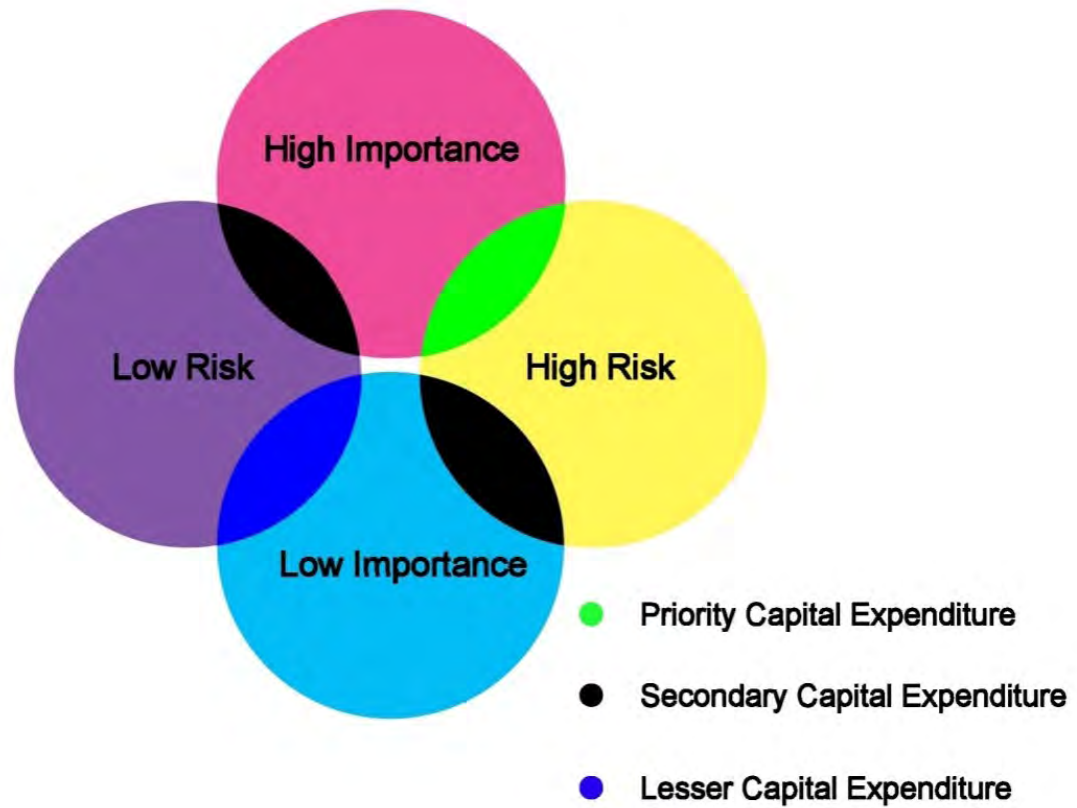 High Importance
Low Risk
High Risk
Low Importance
Priority Capital Expenditure
Secondary Capital Expenditure
Lesser Capital Expenditure